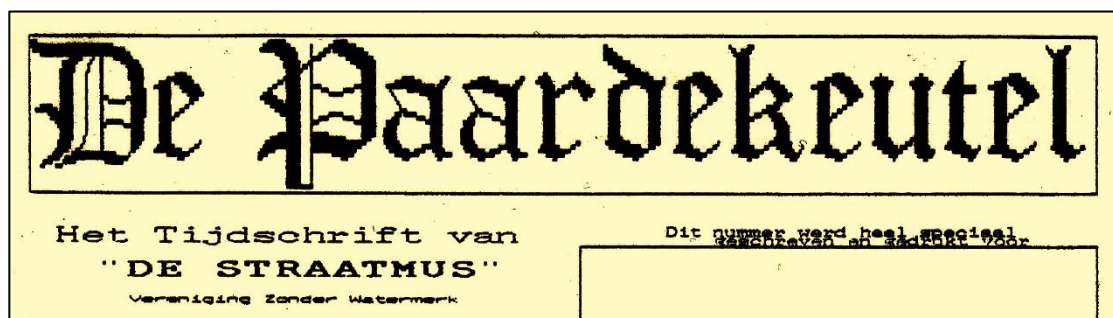 De Paardekeutel
Het Tijdschrift van
"DE STRAATMUS"
Vereniging Zonder Watermerk
Dit nummer werd heel speciaal
geschreven en gedrukt voor